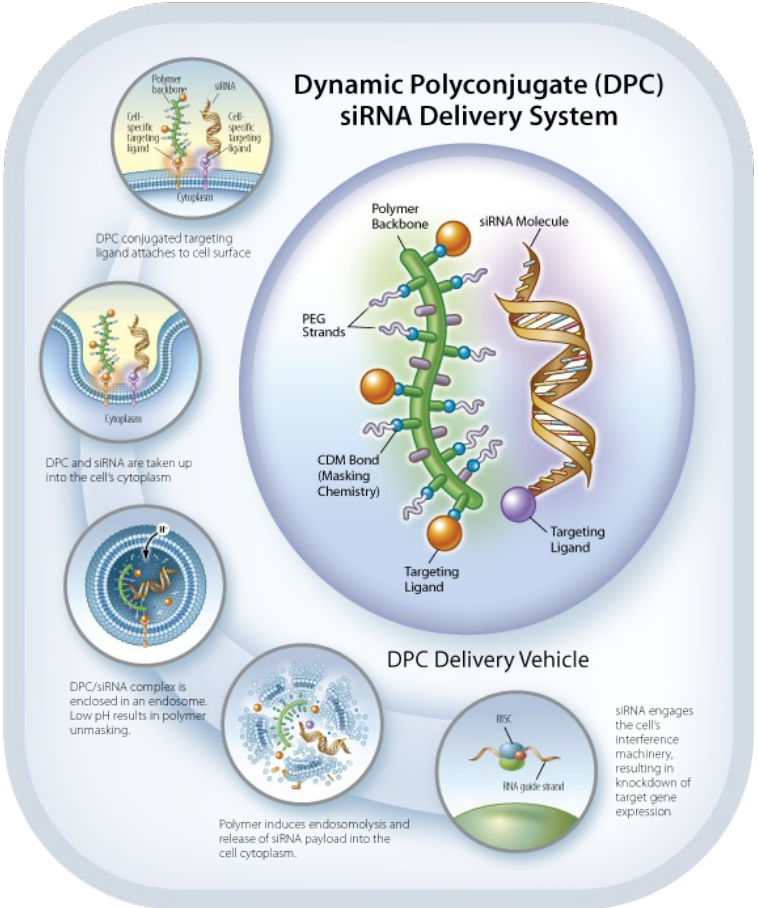 Dynamic Polyconjugate (DPC)
siRNA Delivery System
Polymer
backbone
siRNA
Cell-
specific
targeting
ligand
Cell-
specific
targeting
ligand
Cytoplasm
DPC conjugated targeting
ligand attaches to cell surface
Polymer
Backbone
siRNA Molecule
PEG
Strands
CDM Bond
(Masking
Chemistry)
Targeting
Ligand
Targeting
Ligand
Cytoplasm
DPC and siRNA are taken up
into the cell's cytoplasm
H+
DPC/siRNA complex is
enclosed in an endosome.
Low pH results in polymer
unmasking.
DPC Delivery Vehicle
Polymer induces endosomolysis and
release of siRNA payload into the
cell cytoplasm.
RISC
RNA guide strand
siRNA engages
the cell's
interference
machinery,
resulting in
knockdown of
target gene
expression